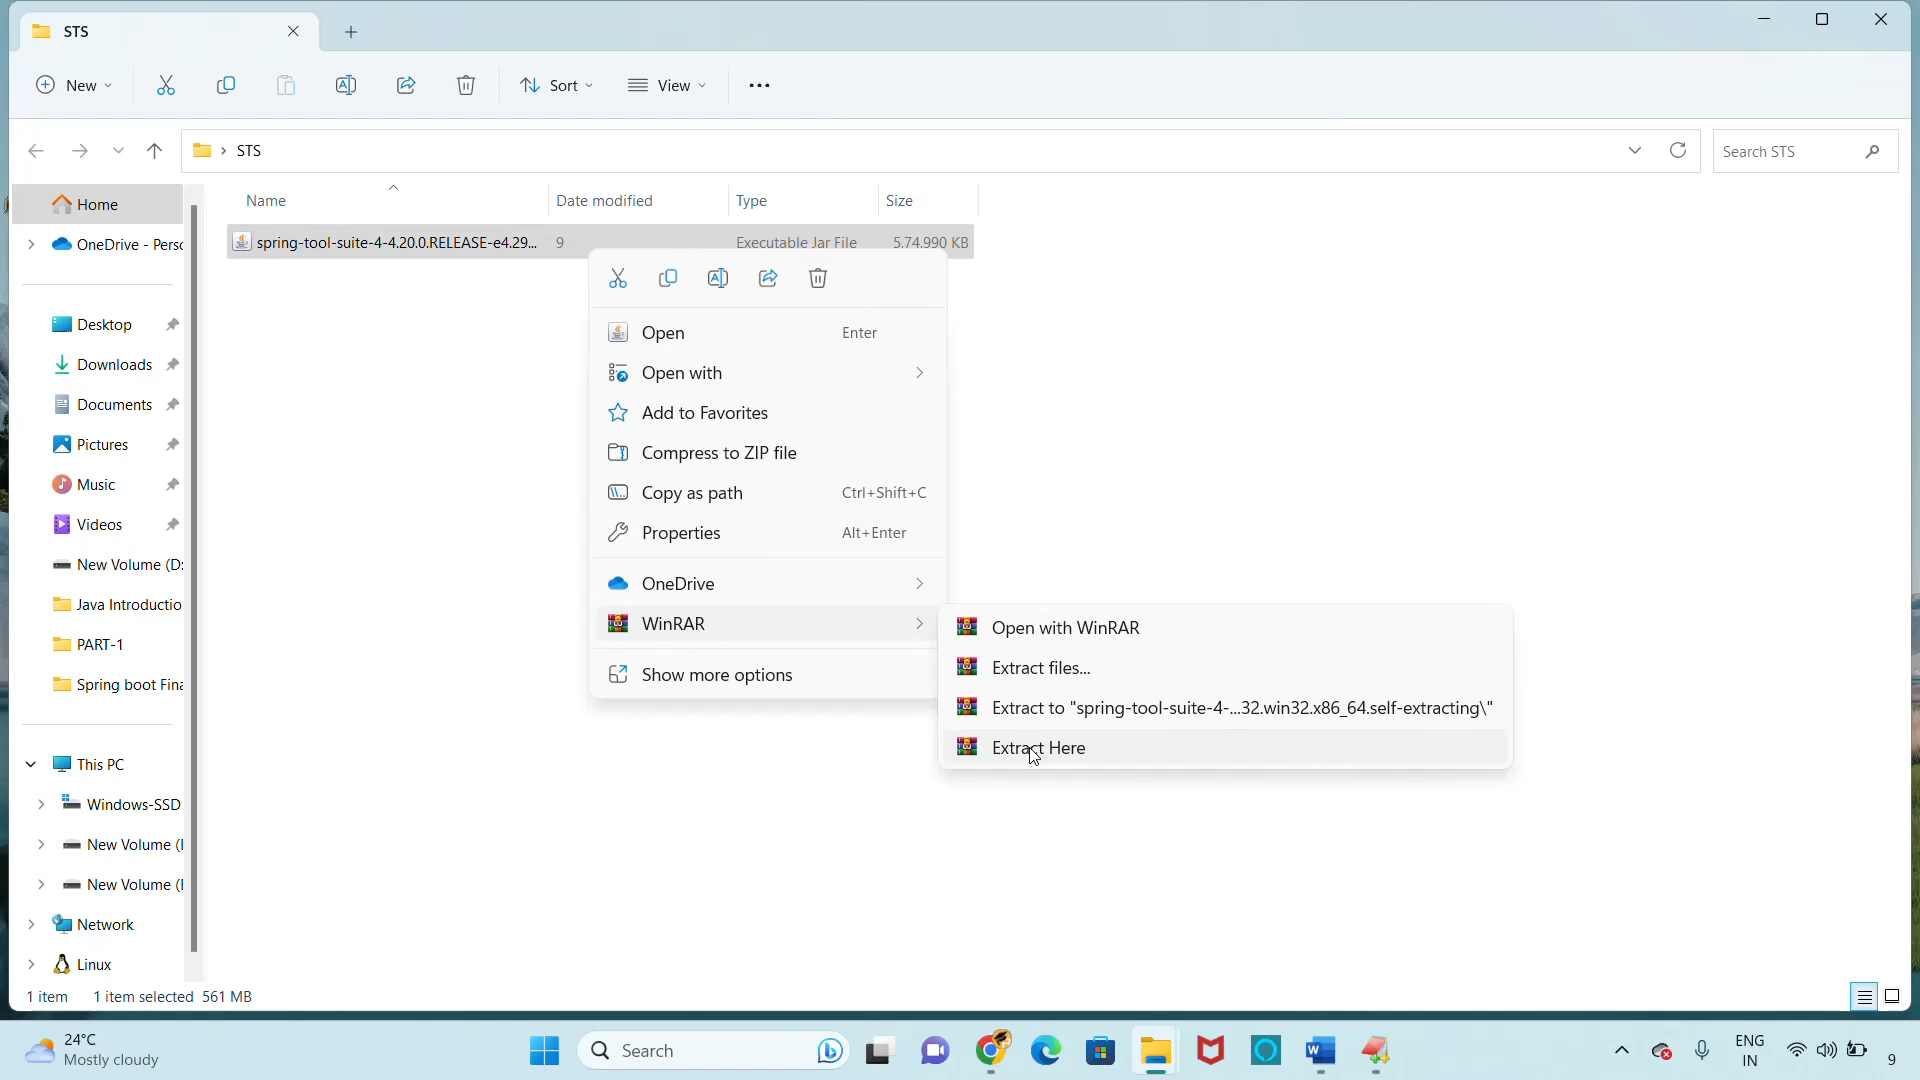 STS
New
Sort
View
STS
Search STS
Name
Date modified
Type
Size
spring-tool-suite-4-4.20.0.RELEASE-e4.29...
9
Executable Jar File
5,74,990 KB
Home
OneDrive - Perso
Desktop
Downloads
Documents
Pictures
Music
Videos
New Volume (D:
Java Introductio
PART-1
Spring boot Fina
This PC
Windows-SSD
New Volume (
New Volume (
Network
Linux
Open
Enter
Open with
Add to Favorites
Compress to ZIP file
Copy as path
Ctrl+Shift+C
Properties
Alt+Enter
OneDrive
WinRAR
Show more options
Open with WinRAR
Extract files...
Extract to "spring-tool-suite-4-...32.win32.x86_64.self-extracting\"
Extract Here
1 item
1 item selected
561 MB
24°C
Mostly cloudy
Search
ENG
IN
9